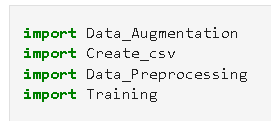 import Data_Augmentation
import Create_csv
import Data_Preprocessing
import Training